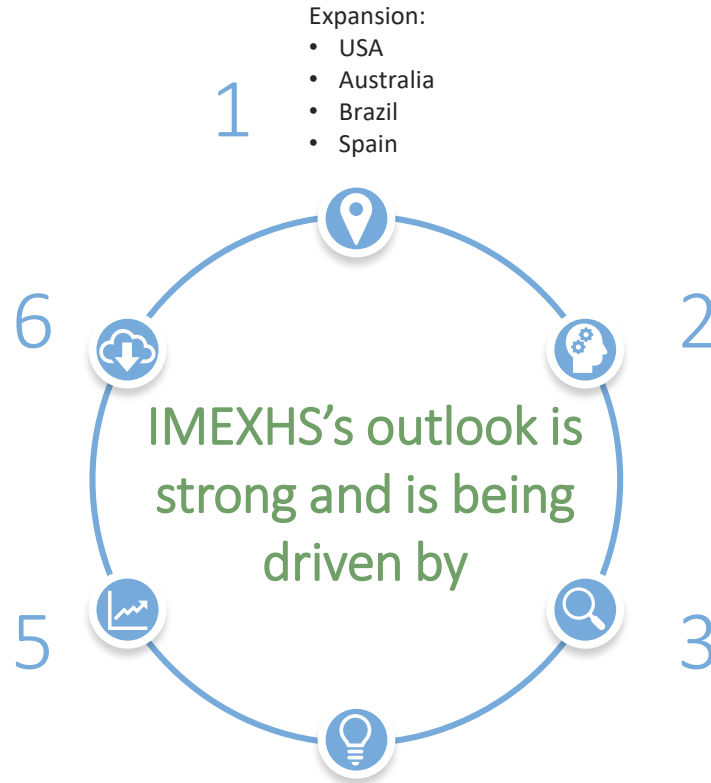 Expansion:
• USA
• Australia
• Brazil
• Spain
1
6
2
IMEXHS’s outlook is
strong and is being
driven by
5
3